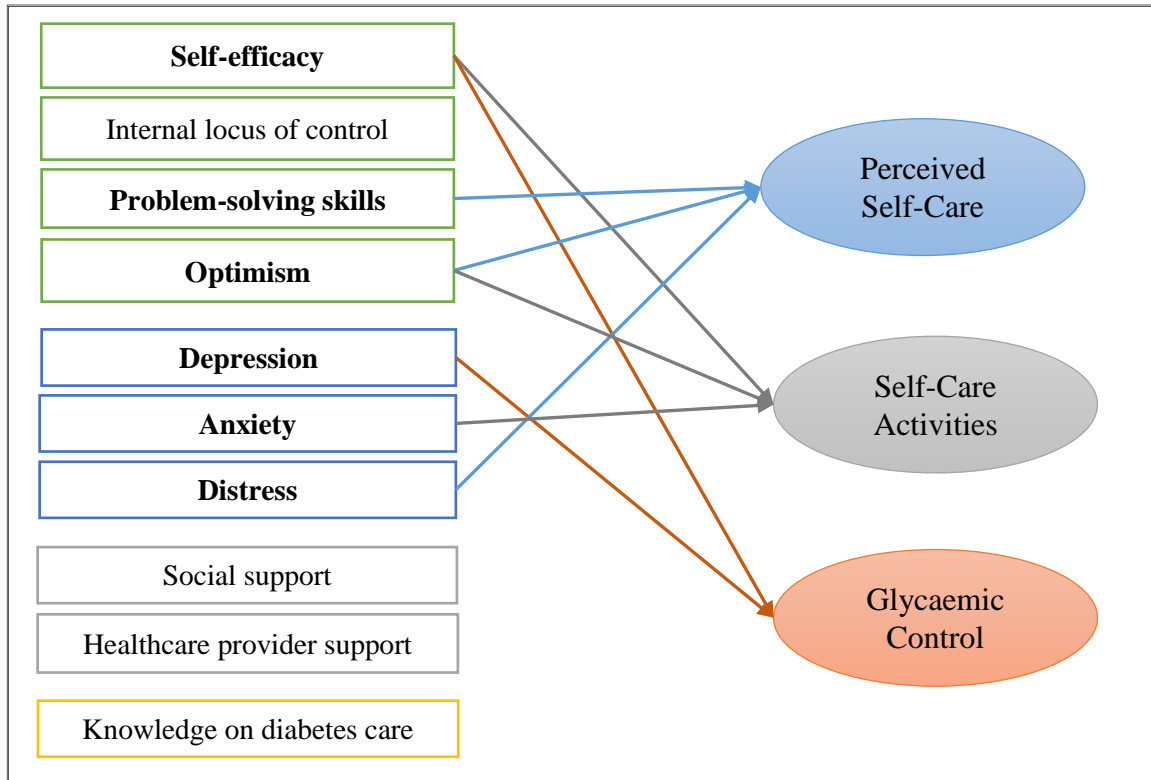 Self-efficacy
Internal locus of control
Problem-solving skills
Optimism
Depression
Anxiety
Distress
Social support
Healthcare provider support
Knowledge on diabetes care
Perceived
Self-Care
Self-Care
Activities
Glycaemic
Control